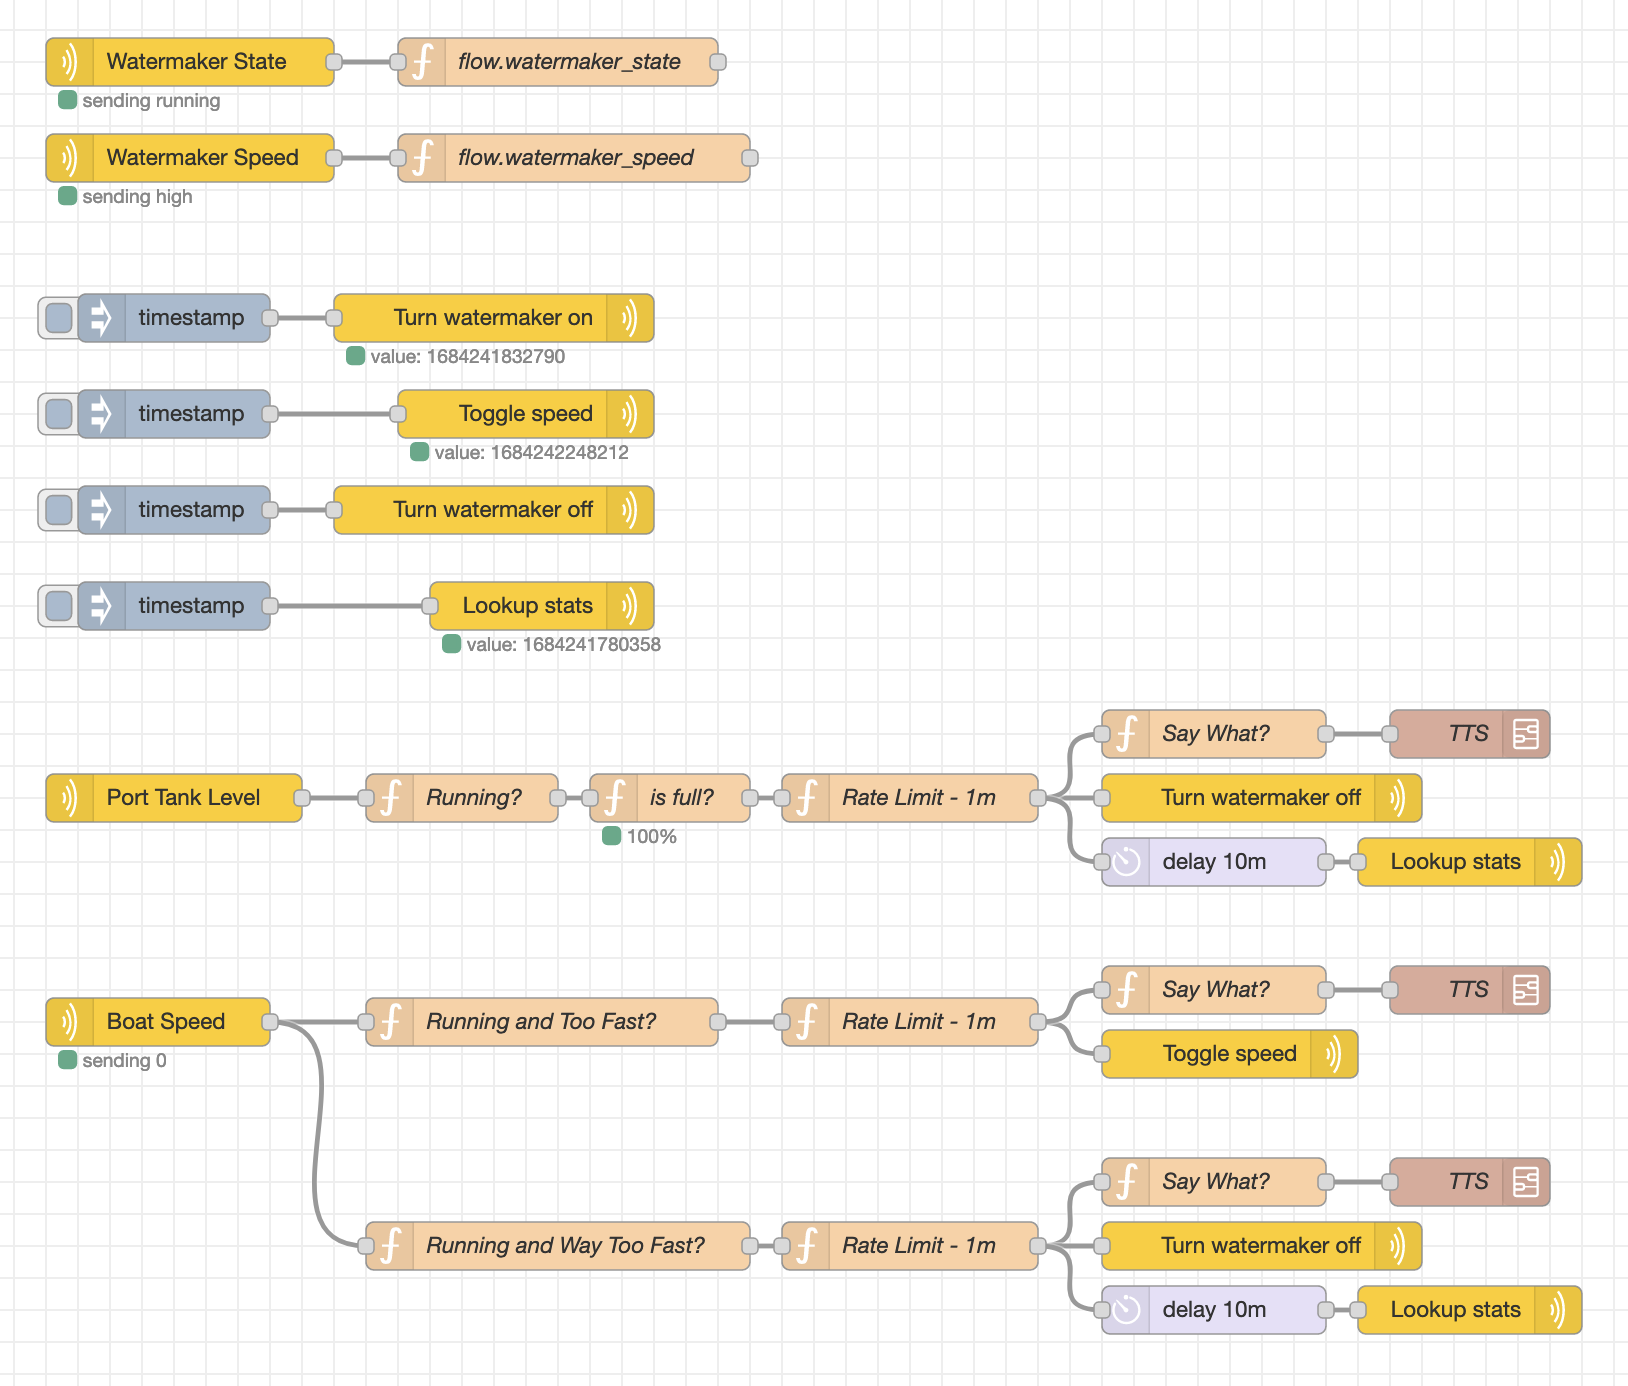 Watermaker State
flow.watermaker_state
sending running
Watermaker Speed
flow.watermaker_speed
sending high
timestamp
Turn watermaker on
value: 1684241832790
timestamp
Toggle speed
value: 1684242248212
timestamp
Turn watermaker off
timestamp
Lookup stats
value: 1684241780358
Say What?
TTS
Port Tank Level
Running?
is full?
Rate Limit - 1m
Turn watermaker off
100%
delay 10m
Lookup stats
Say What?
TTS
Boat Speed
Running and Too Fast?
Rate Limit - 1m
Toggle speed
sending 0
Say What?
TTS
Running and Way Too Fast?
Rate Limit - 1m
Turn watermaker off
delay 10m
Lookup stats